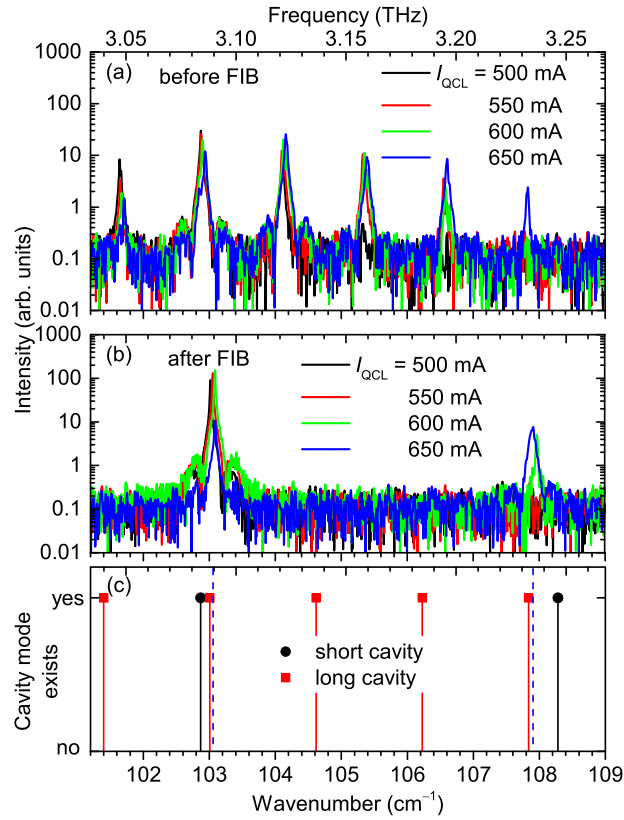 Frequency (THz)
3.05 3.10 3.15 3.20 3.25
1000
100
10
1
0.1
0.01
(a) before FIB
I_QCL = 500 mA
550 mA
600 mA
650 mA
Intensity (arb. units)
1000
100
10
1
0.1
0.01
(b) after FIB
I_QCL = 500 mA
550 mA
600 mA
650 mA
(c)
Cavity mode
exists
yes
no
short cavity
long cavity
102 103 104 105 106 107 108 109
Wavenumber (cm⁻¹)